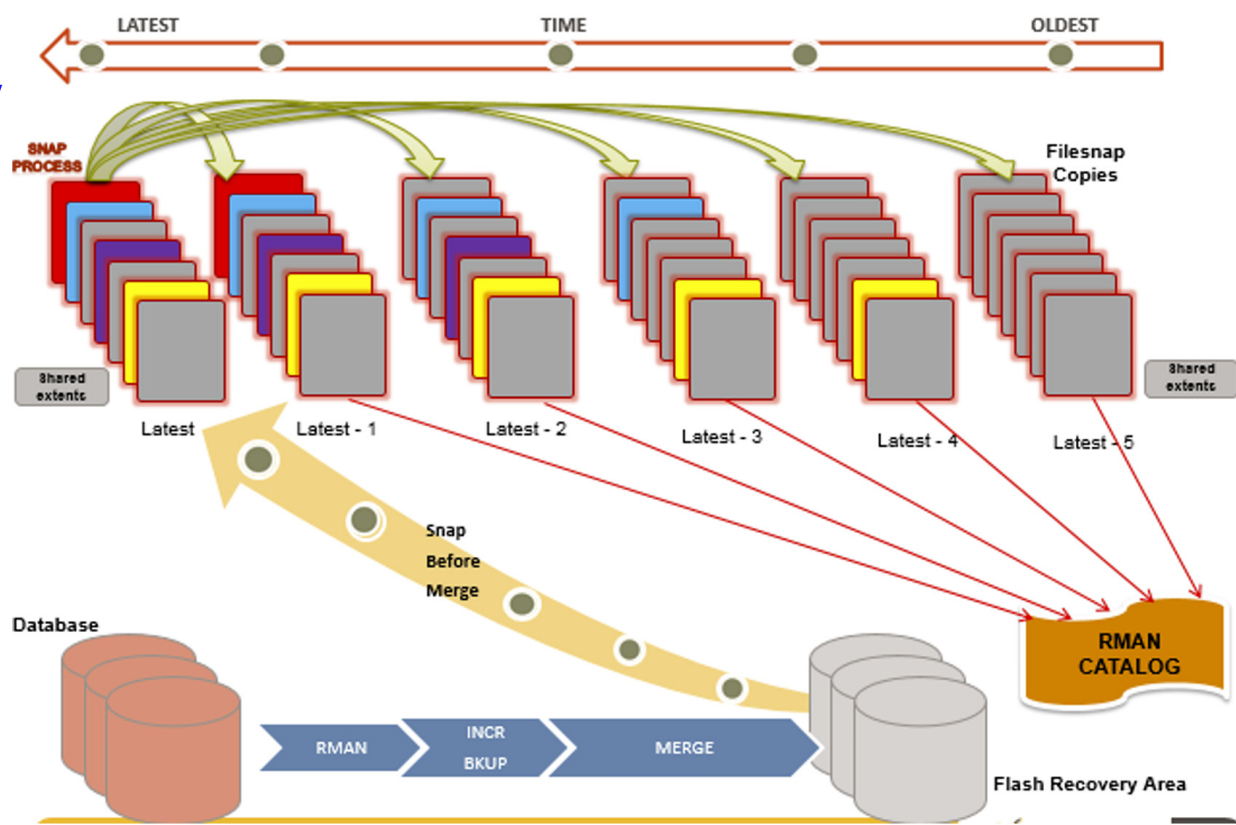 LATEST
TIME
OLDEST
SNAP
PROCESS
Filesnap
Copies
Shared
extents
Shared
extents
Latest
Latest - 1
Latest - 2
Latest - 3
Latest - 4
Latest - 5
Snap
Before
Merge
Database
RMAN
CATALOG
RMAN
INCR
BKUP
MERGE
Flash Recovery Area